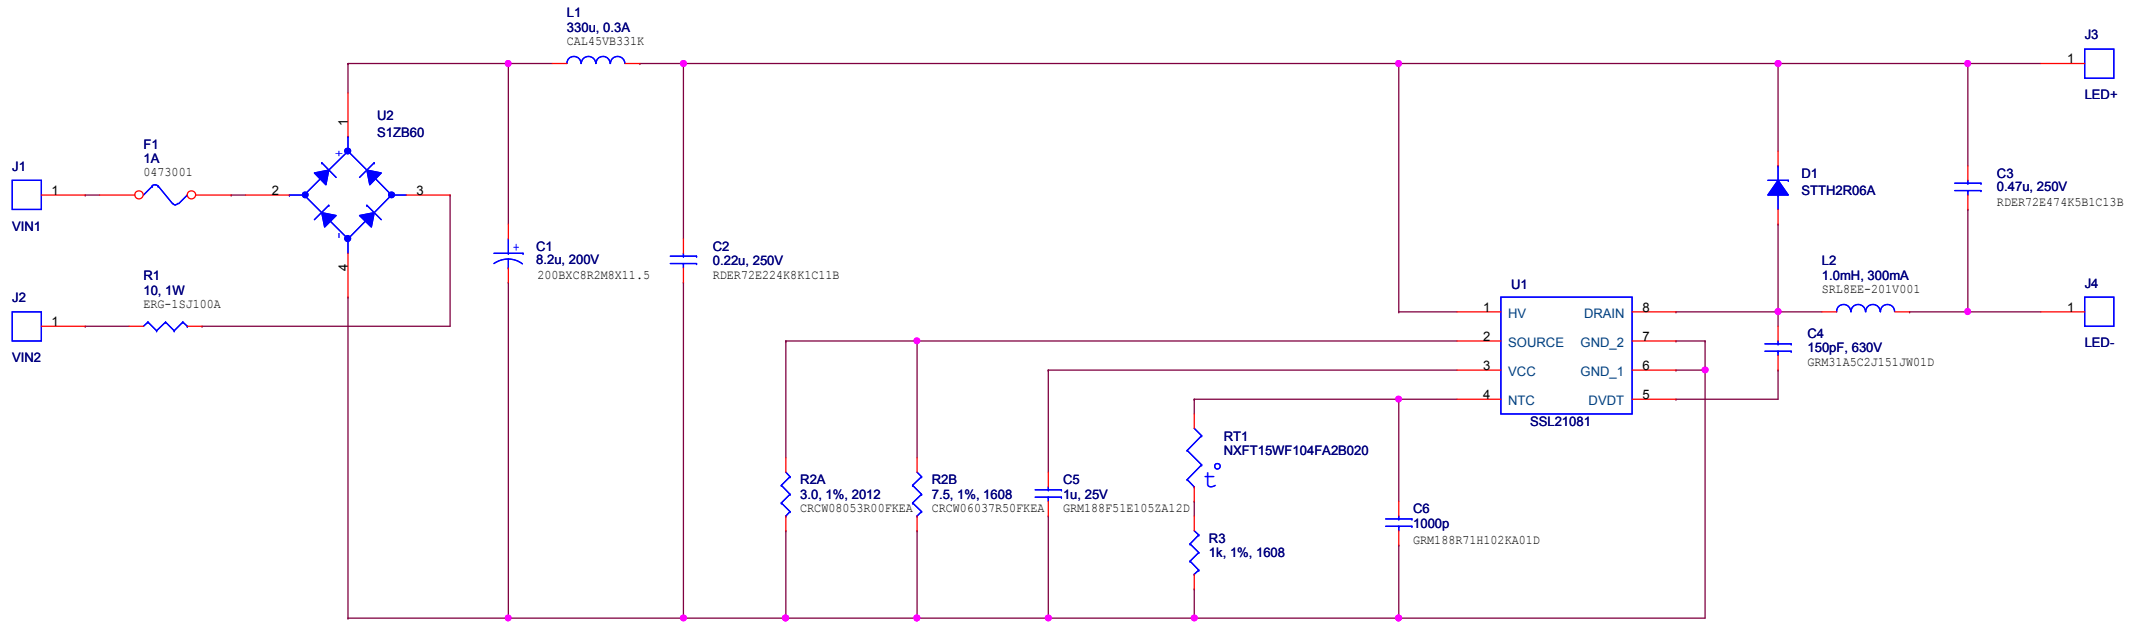 L1
330u, 0.3A
CAL45VB331K
J3
1
LED+
U2
S1ZB60
1
+
F1
1A
0473001
J1
1
2
3
VIN1
4
D1
STTH2R06A
C3
0.47u, 250V
RDER72E474K5B1C13B
+
C1
8.2u, 200V
200BXC8R2M8X11.5
C2
0.22u, 250V
RDER72E224K8K1C11B
R1
10, 1W
ERG-1SJ100A
J2
1
VIN2
L2
1.0mH, 300mA
SRL8EE-201V001
J4
1
LED-
U1
1 HV DRAIN 8
2 SOURCE GND_2 7
3 VCC GND_1 6
4 NTC DVDT 5
SSL21081
C4
150pF, 630V
GRM31A5C2J151JW01D
RT1
NXFT15WF104FA2B020
t°
R2A
3.0, 1%, 2012
CRCW08053R00FKEA
R2B
7.5, 1%, 1608
CRCW06037R50FKEA
C5
1u, 25V
GRM188F51E105ZA12D
C6
1000p
GRM188R71H102KA01D
R3
1k, 1%, 1608